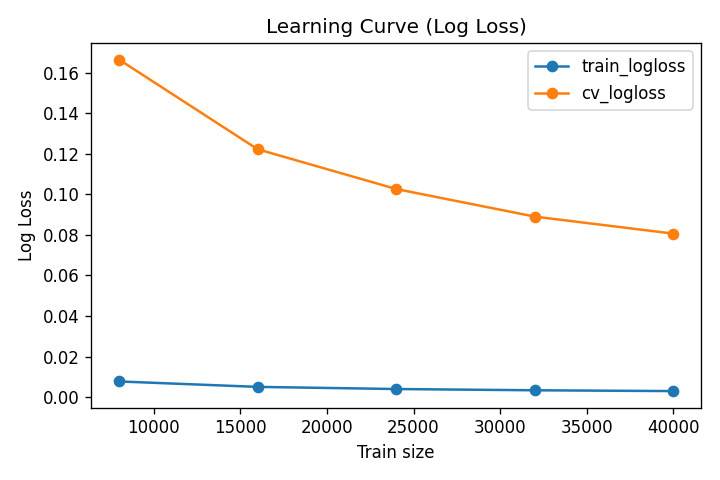 Learning Curve (Log Loss)
train_logloss
cv_logloss
Log Loss
0.16
0.14
0.12
0.10
0.08
0.06
0.04
0.02
0.00
10000 15000 20000 25000 30000 35000 40000
Train size